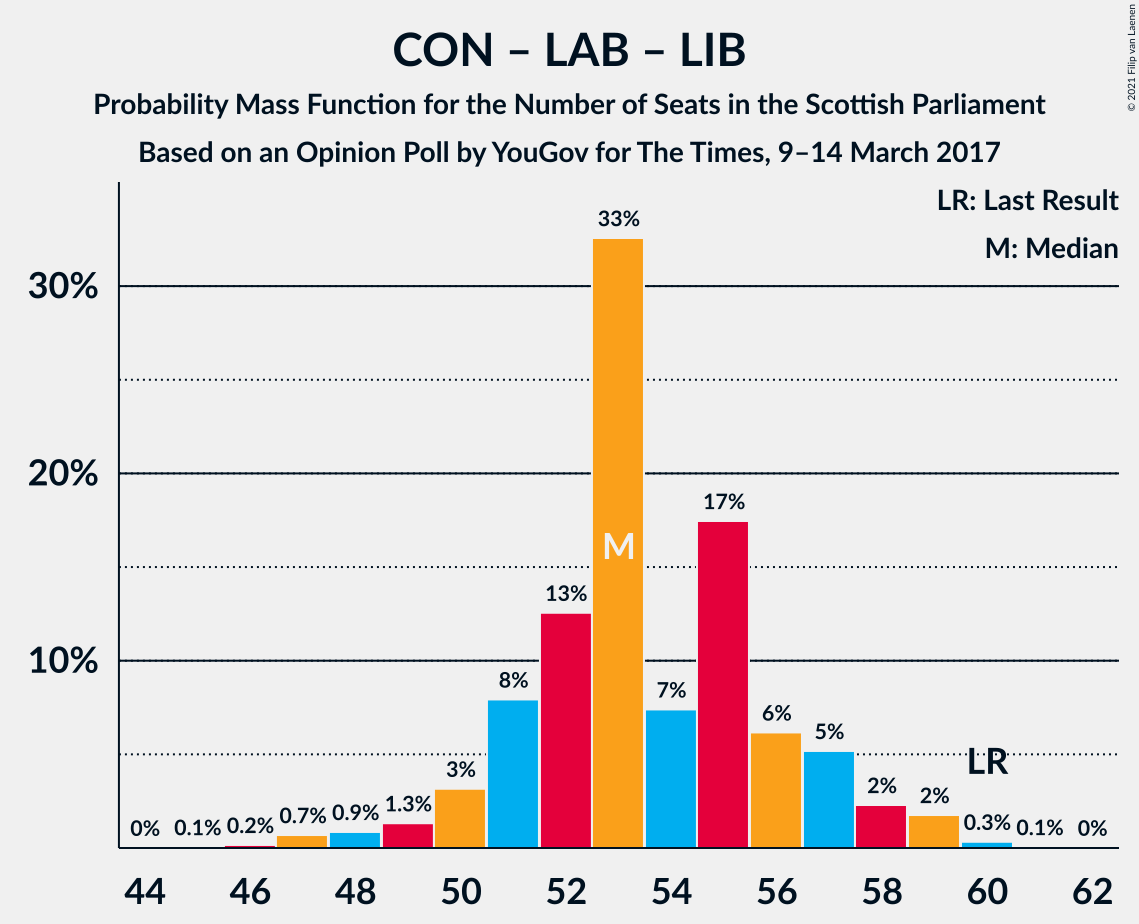 CON – LAB – LIB
Probability Mass Function for the Number of Seats in the Scottish Parliament
Based on an Opinion Poll by YouGov for The Times, 9–14 March 2017
© 2021 Filip van Laenen
LR: Last Result
M: Median
30%
20%
10%
0%
0.1%
0.2%
0.7%
0.9%
1.3%
3%
8%
13%
33%
M
7%
17%
6%
5%
2%
2%
LR
0.3%
0.1%
0%
44 46 48 50 52 54 56 58 60 62